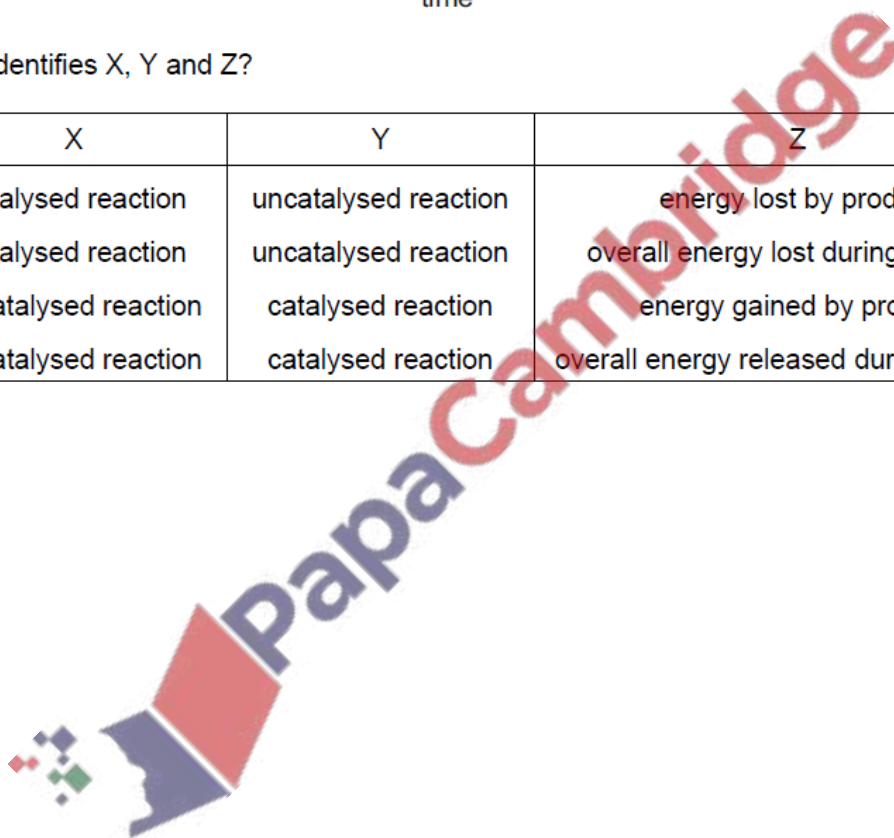 time
dentifies X, Y and Z?
X Y Z
alysed reaction uncatalysed reaction energy lost by prod
alysed reaction uncatalysed reaction overall energy lost during
atalysed reaction catalysed reaction energy gained by pro
atalysed reaction catalysed reaction overall energy released dur
PapaCambridge